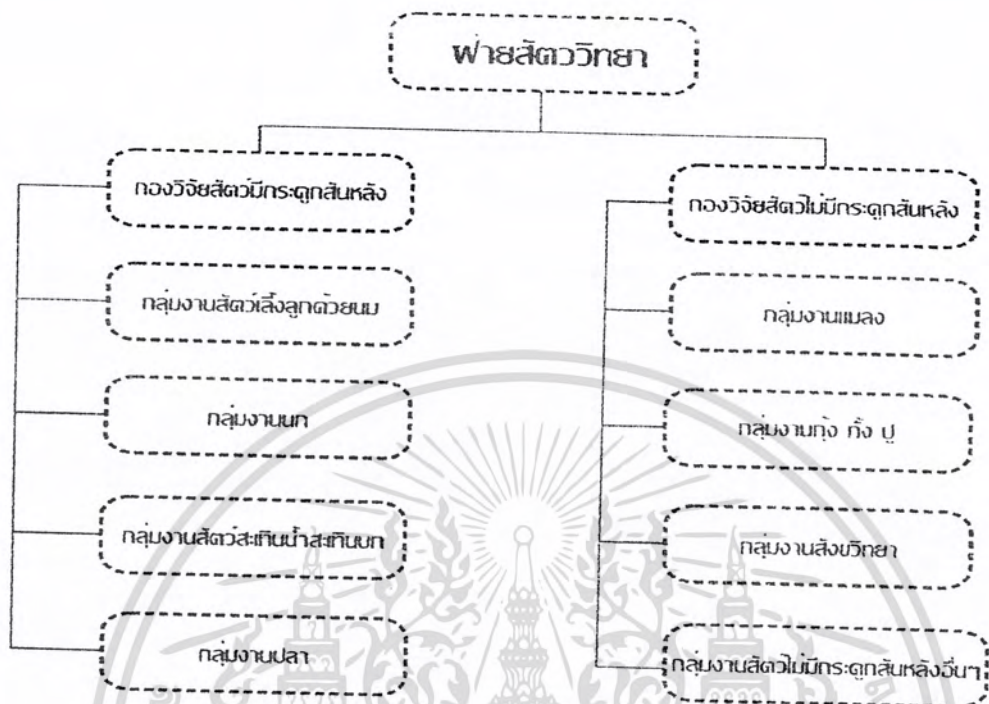 ฝ่ายสัตววิทยา
กองวิจัยสัตว์มีกระดูกสันหลัง
กลุ่มงานสัตว์เลี้ยงลูกด้วยนม
กลุ่มงานนก
กลุ่มงานสัตว์สะเทินน้ำสะเทินบก
กลุ่มงานปลา
กองวิจัยสัตว์ไม่มีกระดูกสันหลัง
กลุ่มงานแมลง
กลุ่มงานกุ้ง กั้ง ปู
กลุ่มงานสังขวิทยา
กลุ่มงานสัตว์ไม่มีกระดูกสันหลังอื่นๆ